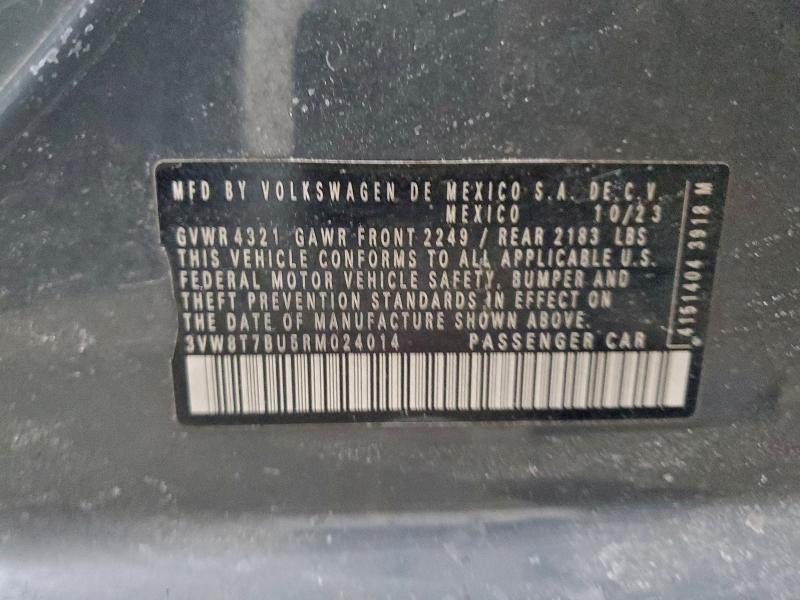 MFD BY VOLKSWAGEN DE MEXICO S.A. DE C.V.
MEXICO 10/23
GVWR 4321 GAWR FRONT 2249 / REAR 2183 LBS
THIS VEHICLE CONFORMS TO ALL APPLICABLE U.S.
FEDERAL MOTOR VEHICLE SAFETY, BUMPER AND
THEFT PREVENTION STANDARDS IN EFFECT ON
THE DATE OF MANUFACTURE SHOWN ABOVE.
3VW8T7BU5RM024014 PASSENGER CAR
4151404 3918 M